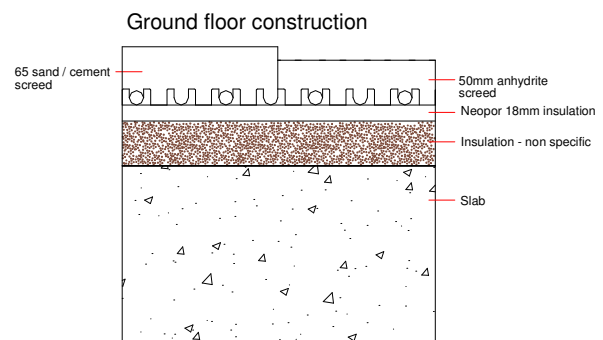 Ground floor construction
65 sand / cement
screed
50mm anhydrite
screed
Neopor 18mm insulation
Insulation - non specific
Slab